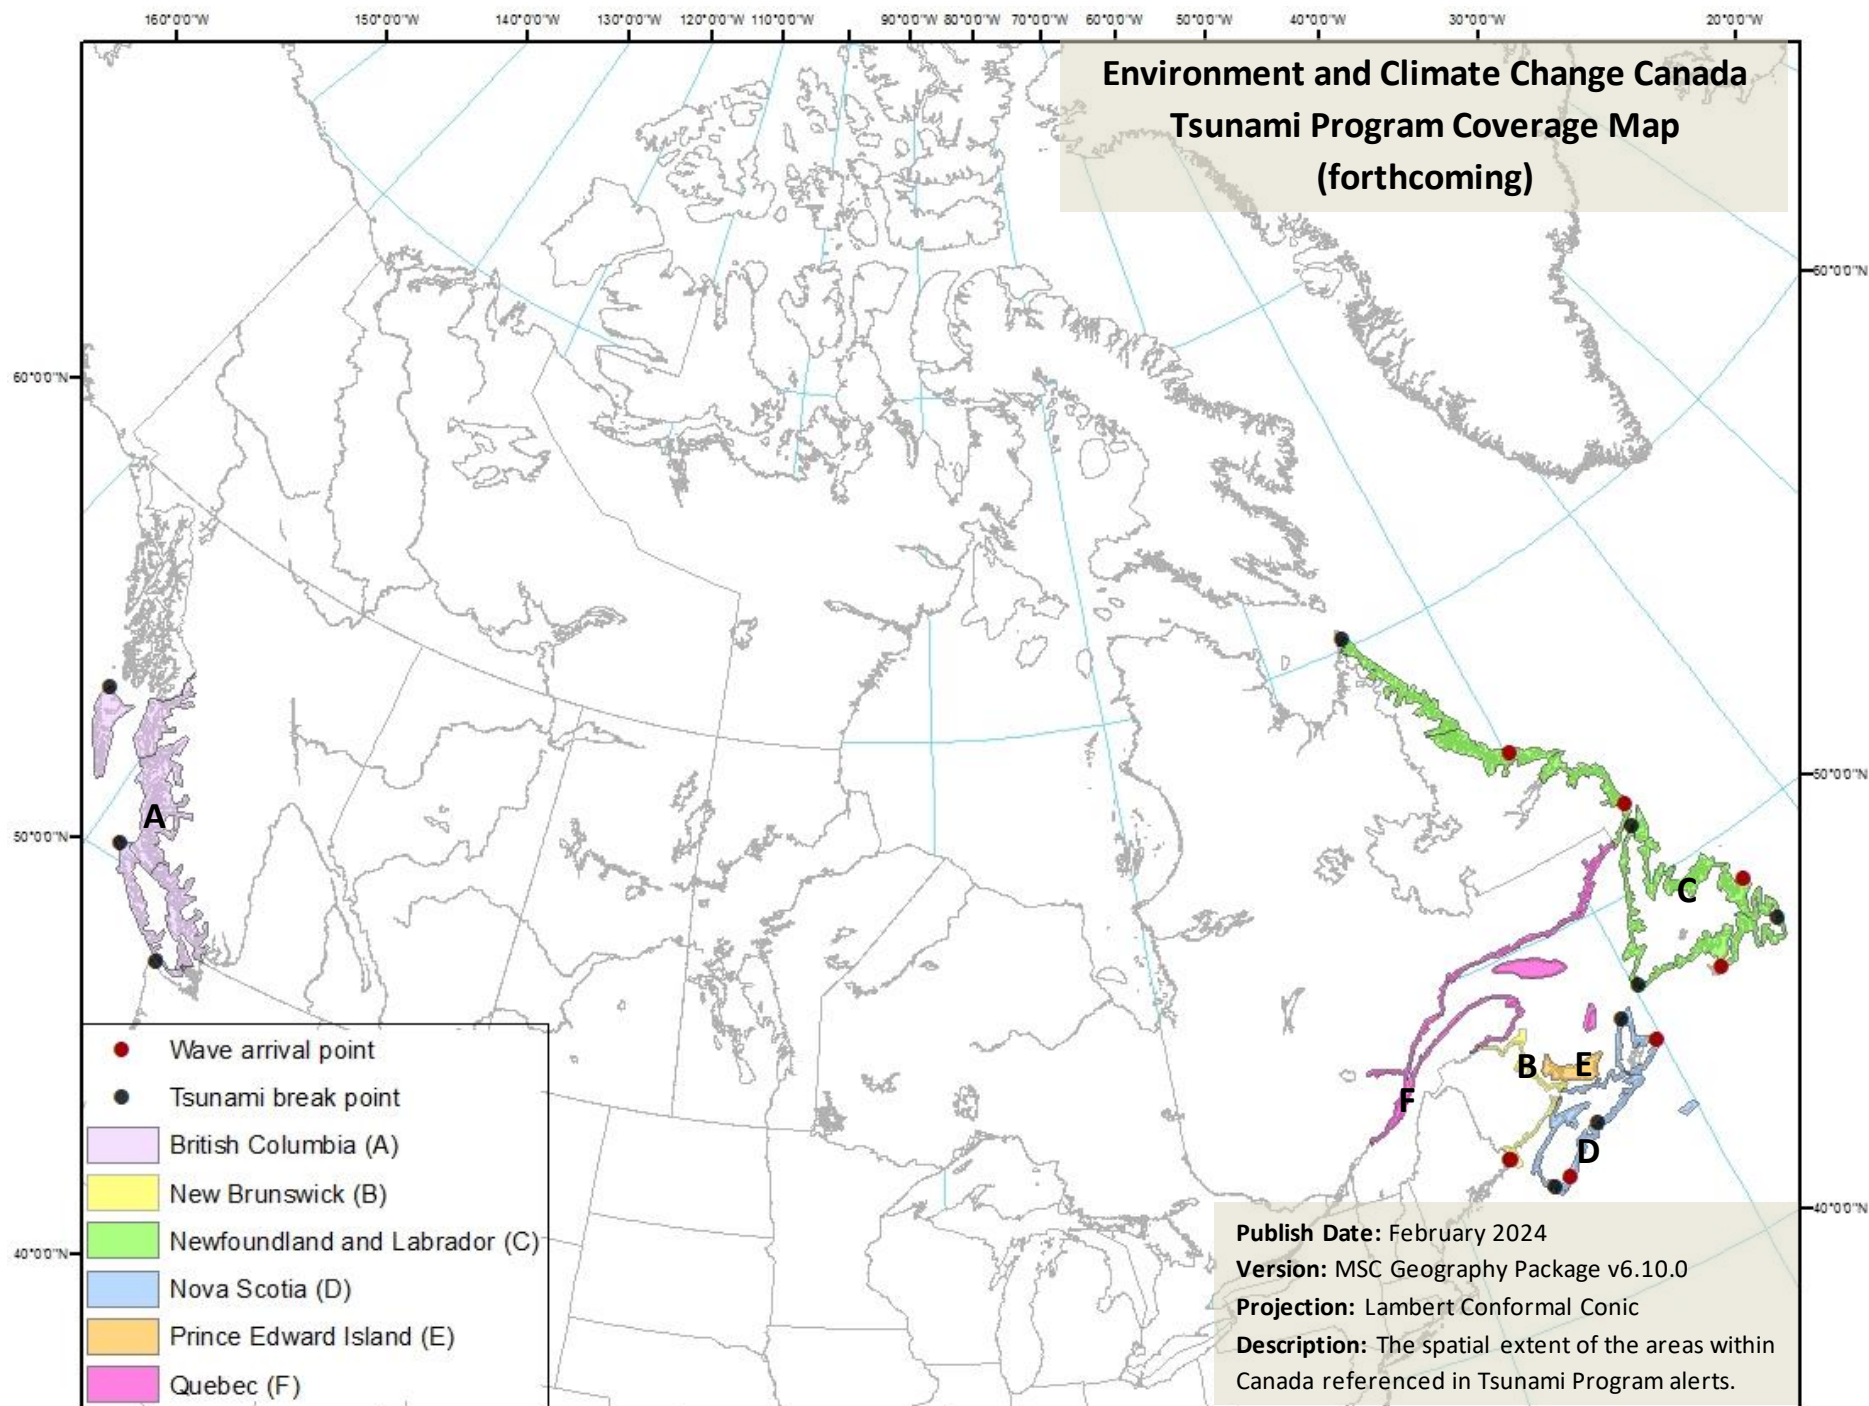 160°0'0"W 150°0'0"W 140°0'0"W 130°0'0"W 120°0'0"W 110°0'0"W 90°0'0"W 80°0'0"W 70°0'0"W 60°0'0"W 50°0'0"W 40°0'0"W 30°0'0"W 20°0'0"W
Environment and Climate Change Canada
Tsunami Program Coverage Map
(forthcoming)
60°0'0"N
60°0'0"N
50°0'0"N
50°0'0"N
40°0'0"N
40°0'0"N
A
C
B
E
F
D
Wave arrival point
Tsunami break point
British Columbia (A)
New Brunswick (B)
Newfoundland and Labrador (C)
Nova Scotia (D)
Prince Edward Island (E)
Quebec (F)
Publish Date: February 2024
Version: MSC Geography Package v6.10.0
Projection: Lambert Conformal Conic
Description: The spatial extent of the areas within
Canada referenced in Tsunami Program alerts.